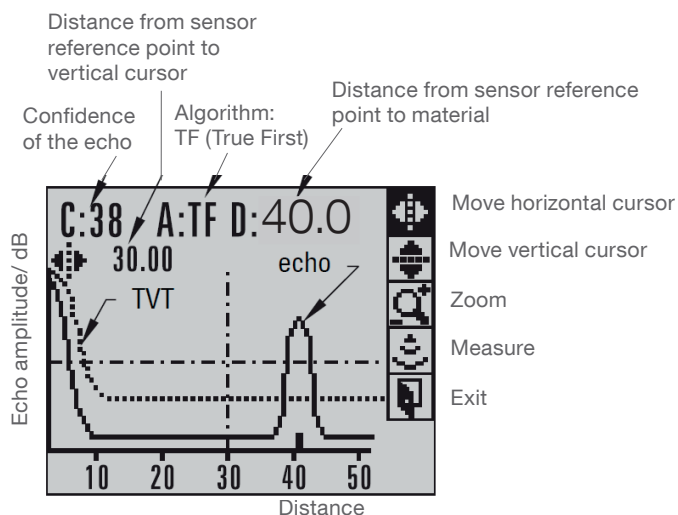 Distance from sensor
reference point to
vertical cursor
Confidence
of the echo
Algorithm:
TF (True First)
Distance from sensor reference
point to material
C:38 A:TF D:40.0
30.00
echo
TVT
Echo amplitude/ dB
10 20 30 40 50
Distance
Move horizontal cursor
Move vertical cursor
Zoom
Measure
Exit